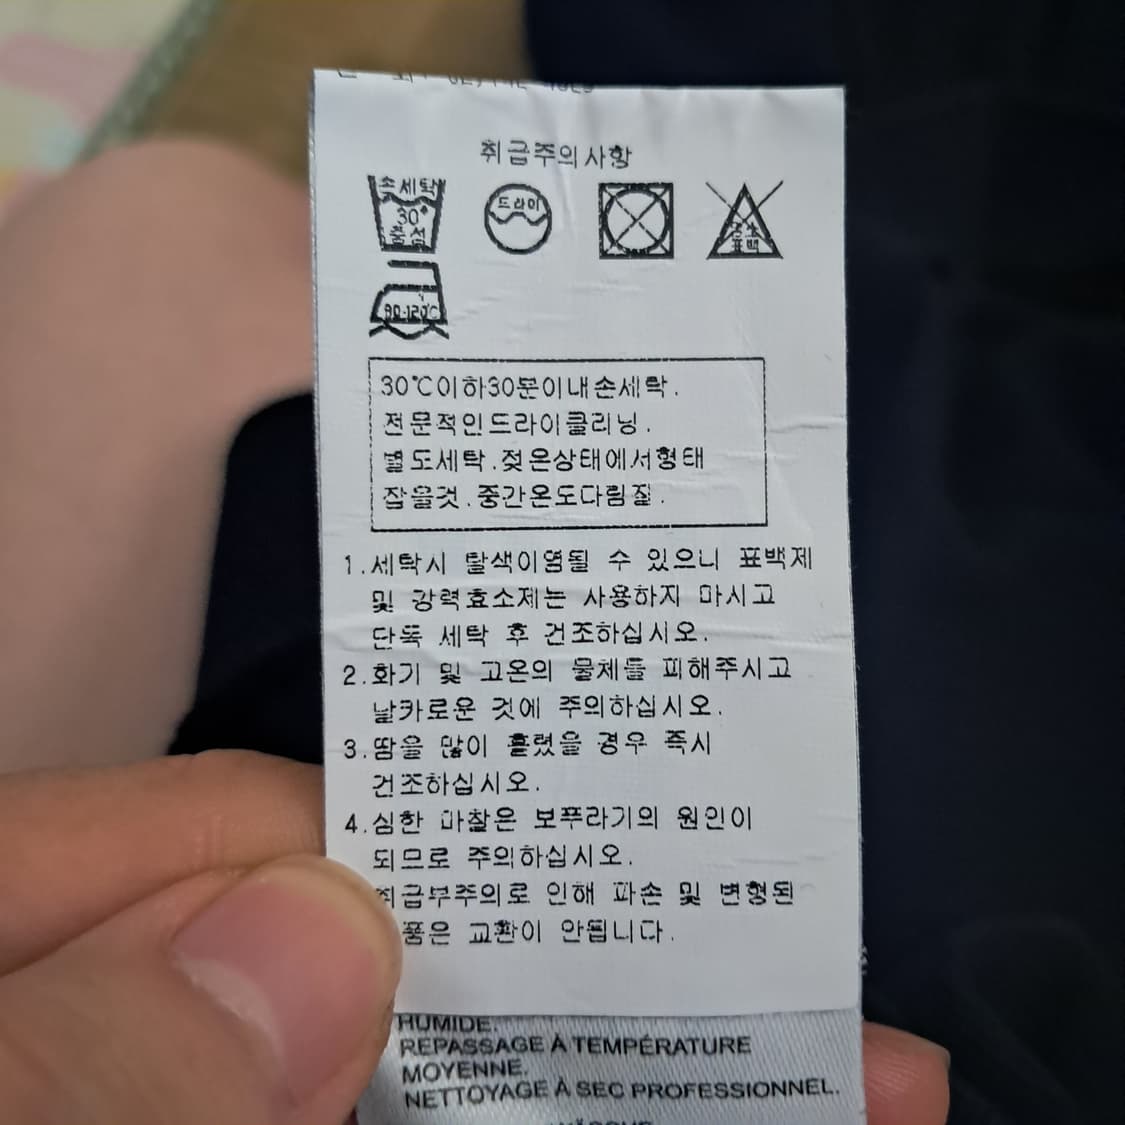 취급주의사항
손세탁
30°
중성
드라이
염소
표백
80-120℃
30℃이하30분이내손세탁.
전문적인드라이클리닝.
별도세탁.젖은상태에서형태
잡을것.중간온도다림질.
1.세탁시 탈색이염될 수 있으니 표백제
및 강력효소제는 사용하지 마시고
단독 세탁 후 건조하십시오.
2.화기 및 고온의 물체를 피해주시고
날카로운 것에 주의하십시오.
3.땀을 많이 흘렸을 경우 즉시
건조하십시오.
4.심한 마찰은 보푸라기의 원인이
되므로 주의하십시오.
취급부주의로 인해 파손 및 변형된
품은 교환이 안됩니다.
HUMIDE.
REPASSAGE À TEMPÉRATURE
MOYENNE.
NETTOYAGE À SEC PROFESSIONNEL.